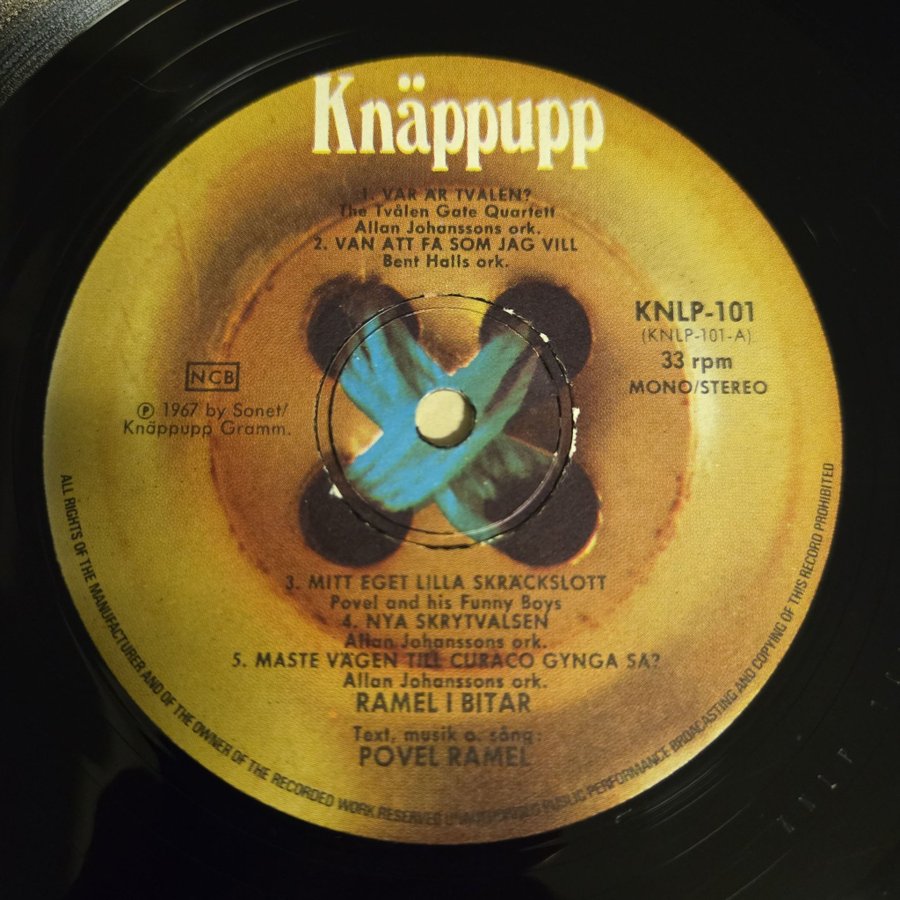 Knäppupp
1. VAR ÄR TVÅLEN?
The Tvålen Gate Quartett
Allan Johanssons ork.
2. VAN ATT FÅ SOM JAG VILL
Bent Halls ork.
KNLP-101
(KNLP-101-A)
33 rpm
MONO/STEREO
NCB
Ⓟ 1967 by Sonet/
Knäppupp Gramm.
3. MITT EGET LILLA SKRÄCKSLOTT
Povel and his Funny Boys
4. NYA SKRYTVALSEN
Allan Johanssons ork.
5. MÅSTE VÄGEN TILL CURACO GYNGA SÅ?
Allan Johanssons ork.
RAMEL I BITAR
Text, musik o. sång:
POVEL RAMEL
ALL RIGHTS OF THE MANUFACTURER AND OF THE OWNER OF THE RECORDED WORK RESERVED UNAUTHORISED PUBLIC PERFORMANCE BROADCASTING AND COPYING OF THIS RECORD PROHIBITED